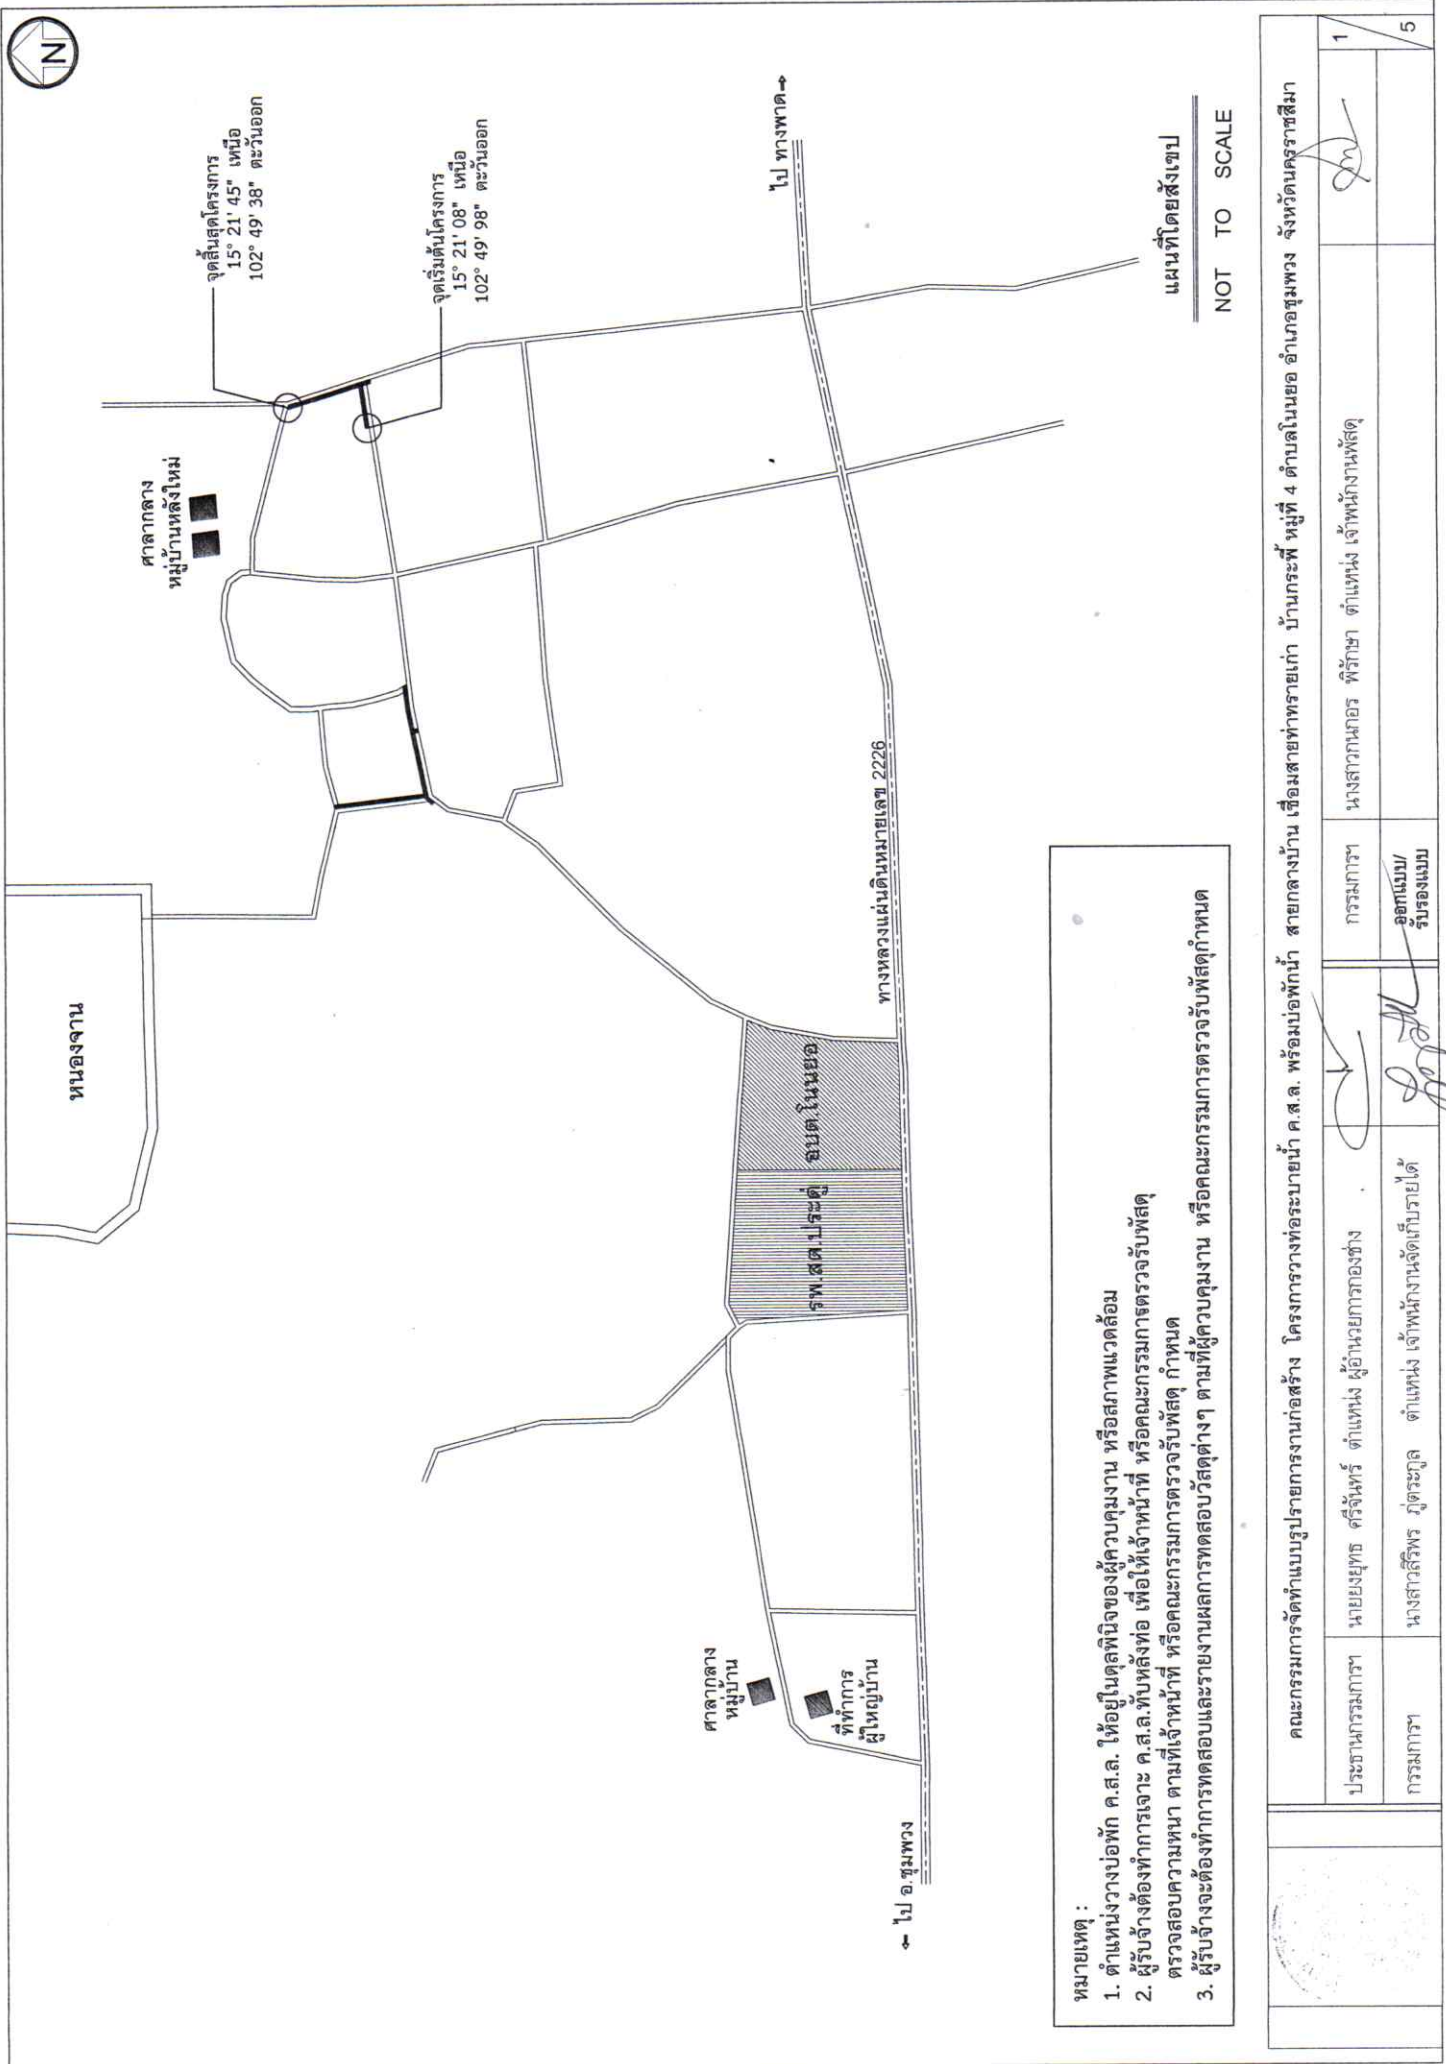 N
จุดสิ้นสุดโครงการ
15° 21' 45" เหนือ
102° 49' 38" ตะวันออก
จุดเริ่มต้นโครงการ
15° 21' 08" เหนือ
102° 49' 98" ตะวันออก
ศาลากลาง
หมู่บ้านหลังใหม่
หนองจาน
ไป ทางพาด→
ทางหลวงแผ่นดินหมายเลข 2226
อบต.โนนยอ
รพ.สต.ประดู่
ศาลากลาง
หมู่บ้าน
ที่ทำการ
ผู้ใหญ่บ้าน
← ไป อ.ชุมพวง
แผนที่โดยสังเขป
NOT TO SCALE
หมายเหตุ :
1. ตำแหน่งวางบ่อพัก ค.ส.ล. ให้อยู่ในดุลพินิจของผู้ควบคุมงาน หรือสภาพแวดล้อม
2. ผู้รับจ้างต้องทำการเจาะ ค.ส.ล.ทับหลังท่อ เพื่อให้เจ้าหน้าที่ หรือคณะกรรมการตรวจรับพัสดุ
ตรวจสอบความหนา ตามที่เจ้าหน้าที่ หรือคณะกรรมการตรวจรับพัสดุ กำหนด
3. ผู้รับจ้างจะต้องทำการทดสอบและรายงานผลการทดสอบวัสดุต่างๆ ตามที่ผู้ควบคุมงาน หรือคณะกรรมการตรวจรับพัสดุกำหนด
คณะกรรมการจัดทำแบบรูปรายการงานก่อสร้าง โครงการวางท่อระบายน้ำ ค.ส.ล. พร้อมบ่อพักน้ำ สายกลางบ้าน เชื่อมสายท่าทรายเก่า บ้านกระพี้ หมู่ที่ 4 ตำบลโนนยอ อำเภอชุมพวง จังหวัดนครราชสีมา
ประธานกรรมการฯ นายยงยุทธ ศรีจันทร์ ตำแหน่ง ผู้อำนวยการกองช่าง
กรรมการฯ นางสาวกนกอร พิรักษา ตำแหน่ง เจ้าพนักงานพัสดุ
1
กรรมการฯ นางสาวสิริพร ภู่ตระกูล ตำแหน่ง เจ้าพนักงานจัดเก็บรายได้
ออกแบบ/
รับรองแบบ
5